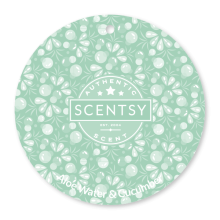 AUTHENTIC
SCENTSY
SCENT
Aloe Water & Cucumber